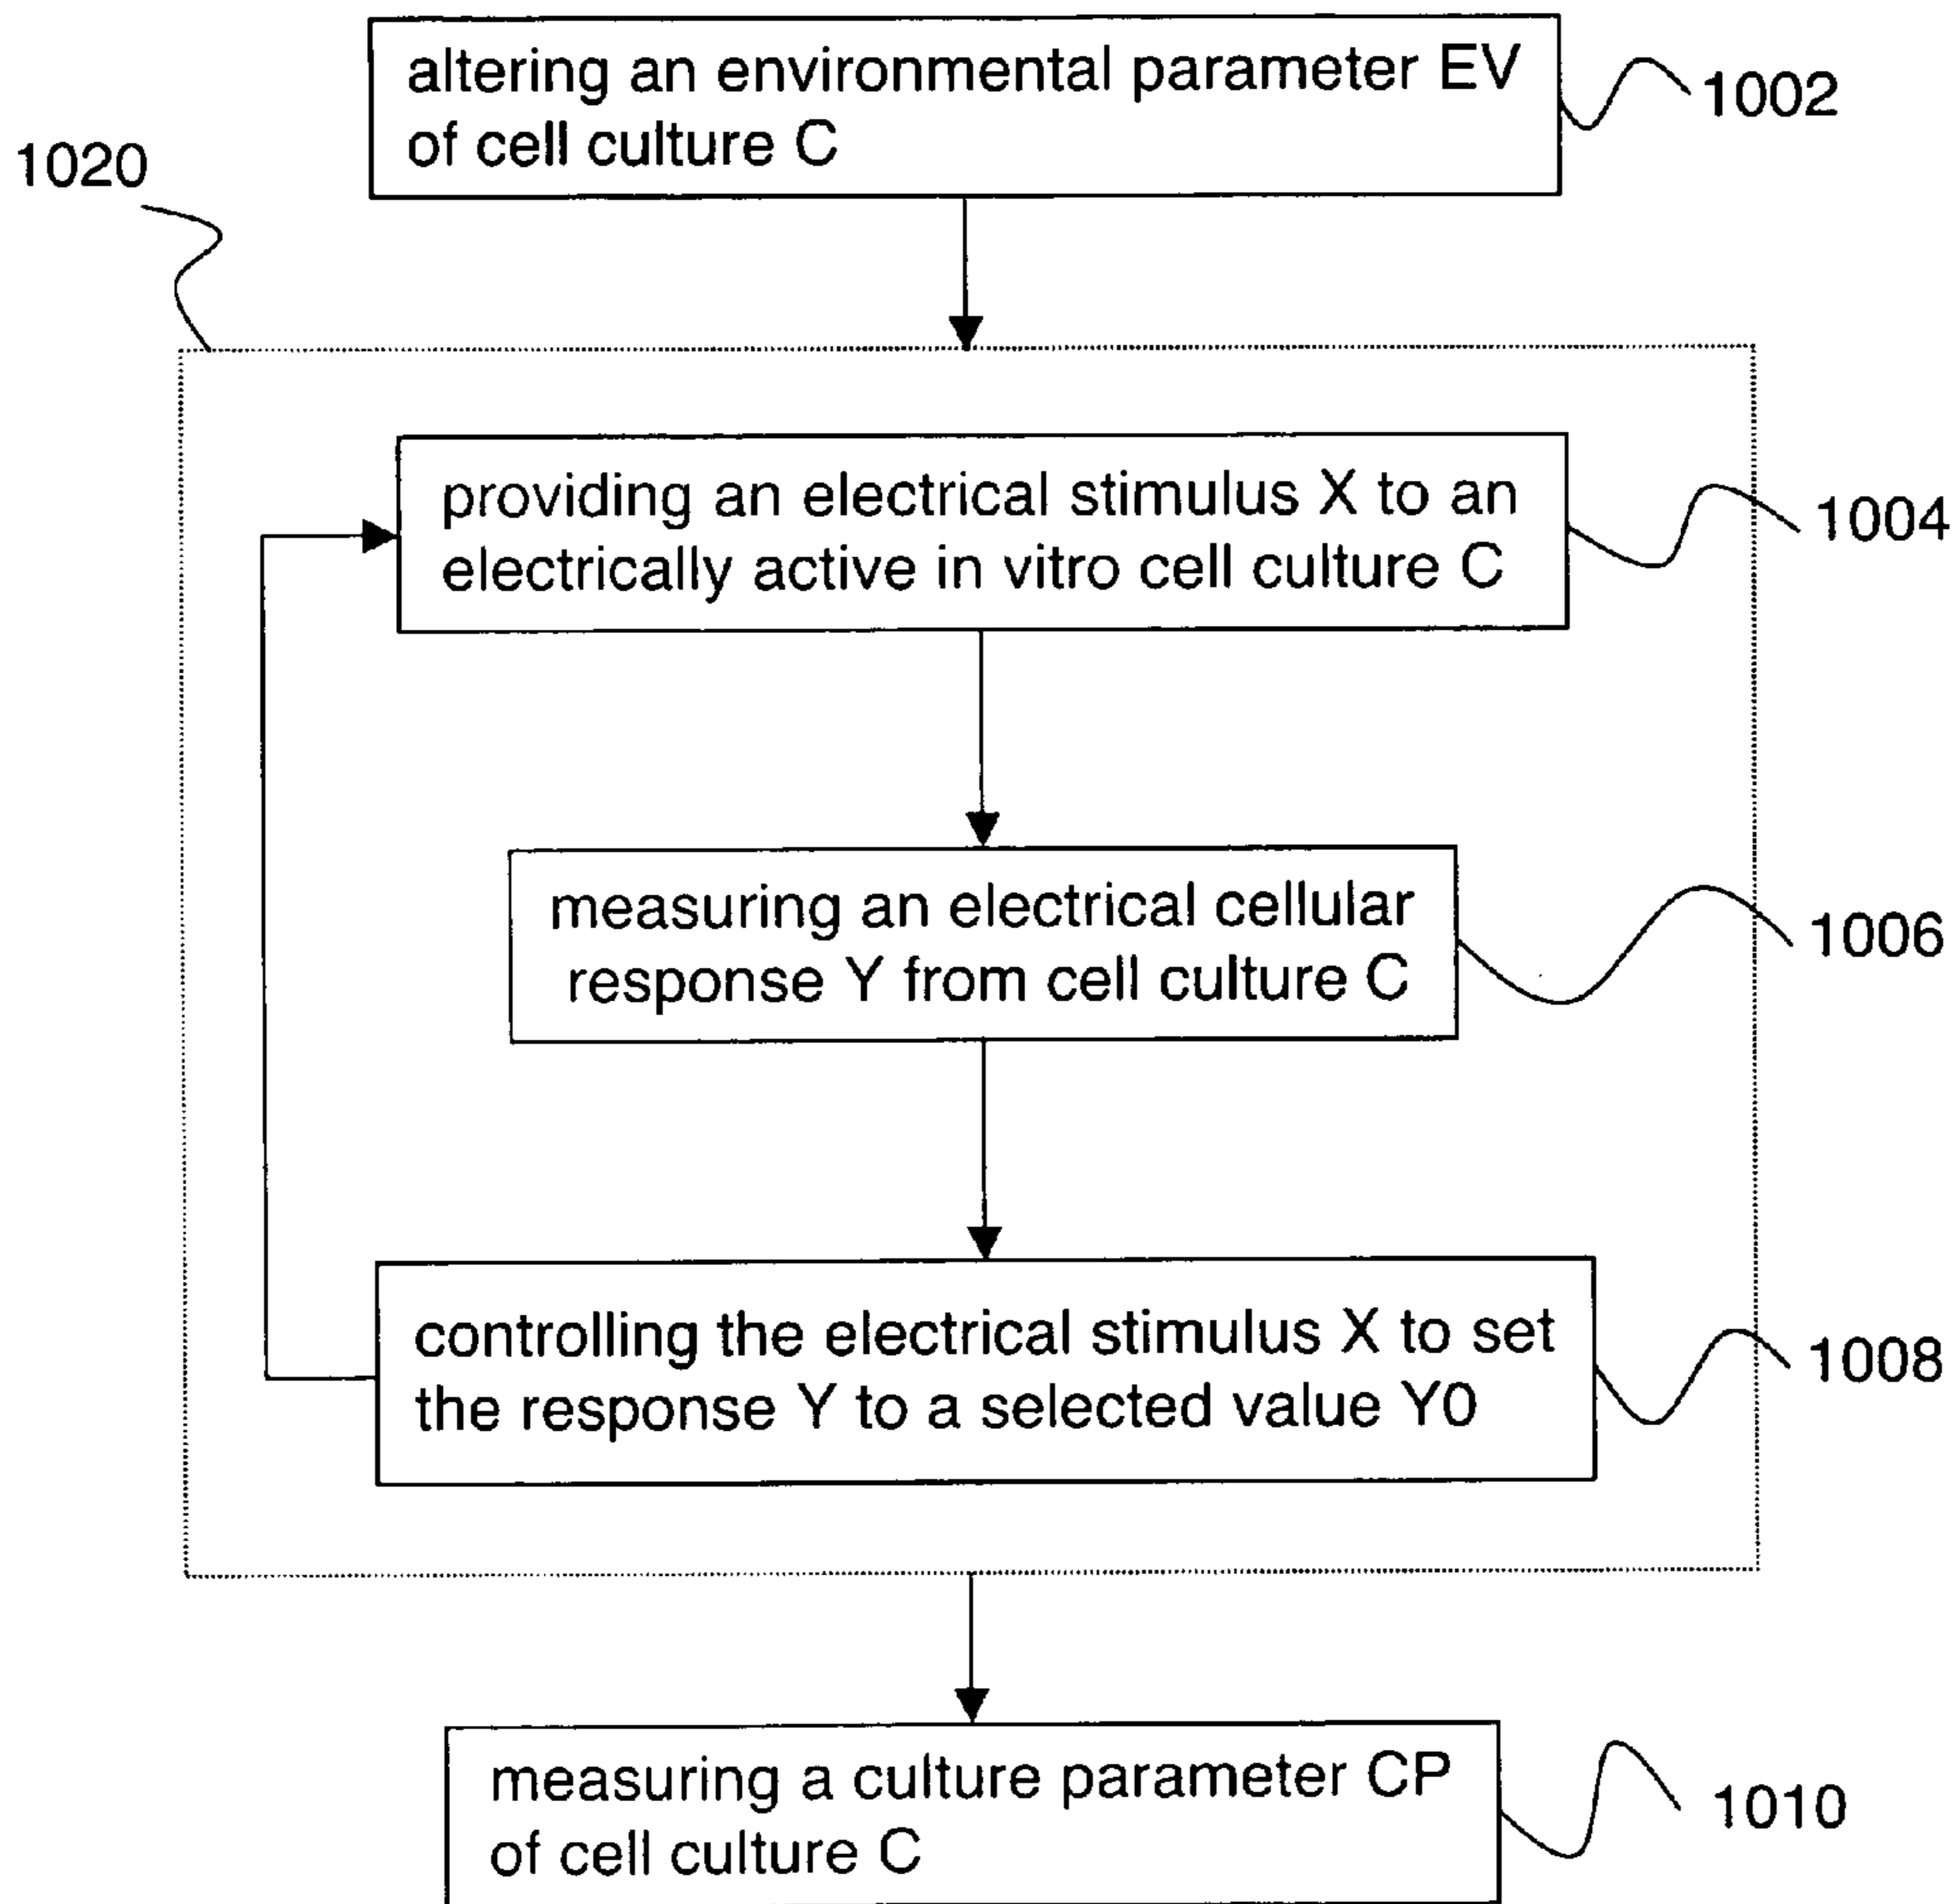 altering an environmental parameter EV
of cell culture C
1002
1020
providing an electrical stimulus X to an
electrically active in vitro cell culture C
1004
measuring an electrical cellular
response Y from cell culture C
1006
controlling the electrical stimulus X to set
the response Y to a selected value Y0
1008
measuring a culture parameter CP
of cell culture C
1010